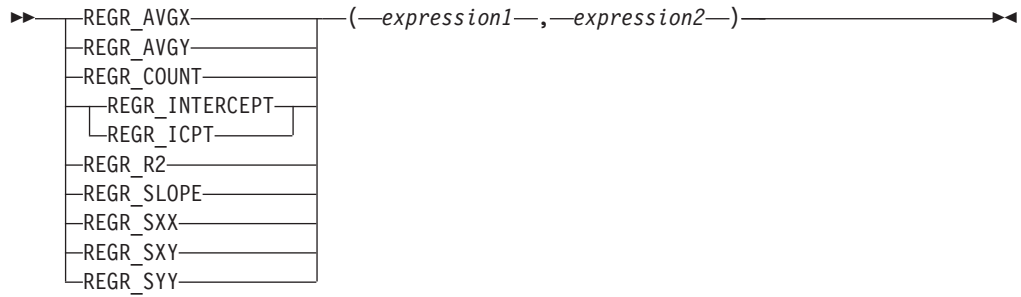 REGR_AVGX ( expression1 , expression2 )
REGR_AVGY
REGR_COUNT
REGR_INTERCEPT
REGR_ICPT
REGR_R2
REGR_SLOPE
REGR_SXX
REGR_SXY
REGR_SYY